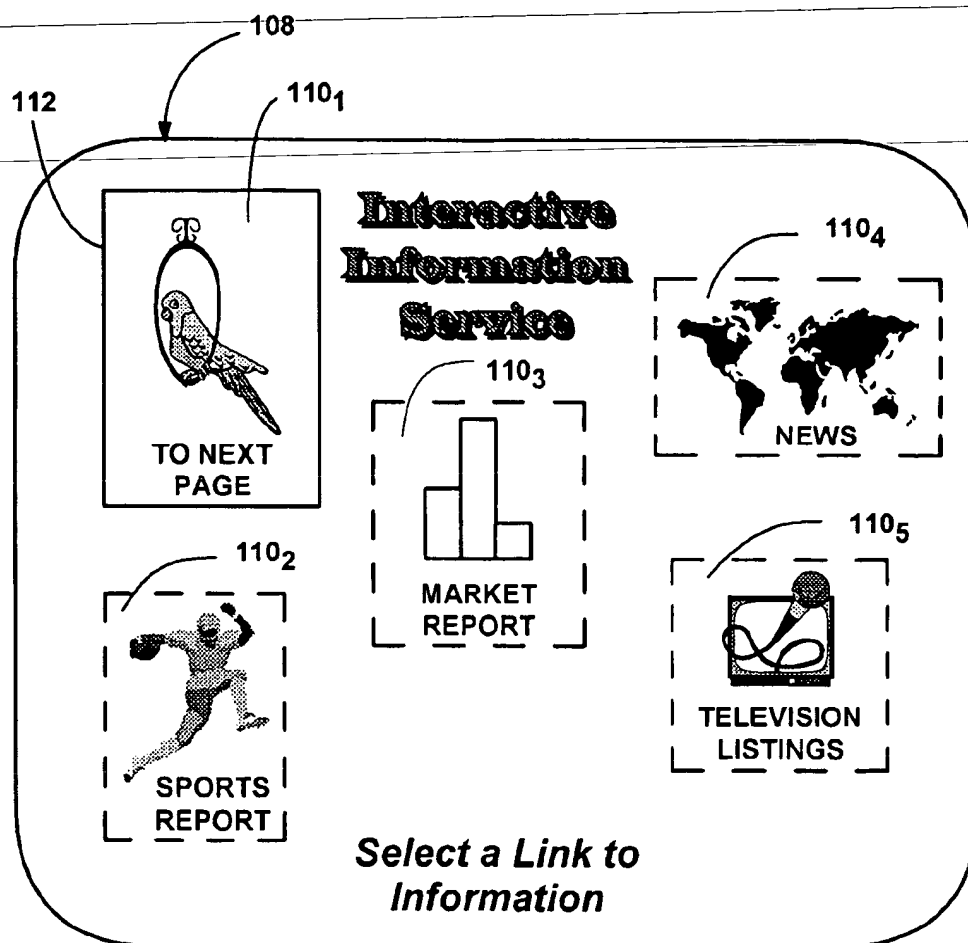 108
112
110₁
Interactive
Information
Service
110₄
110₃
TO NEXT
PAGE
NEWS
110₂
110₅
MARKET
REPORT
SPORTS
REPORT
TELEVISION
LISTINGS
Select a Link to
Information